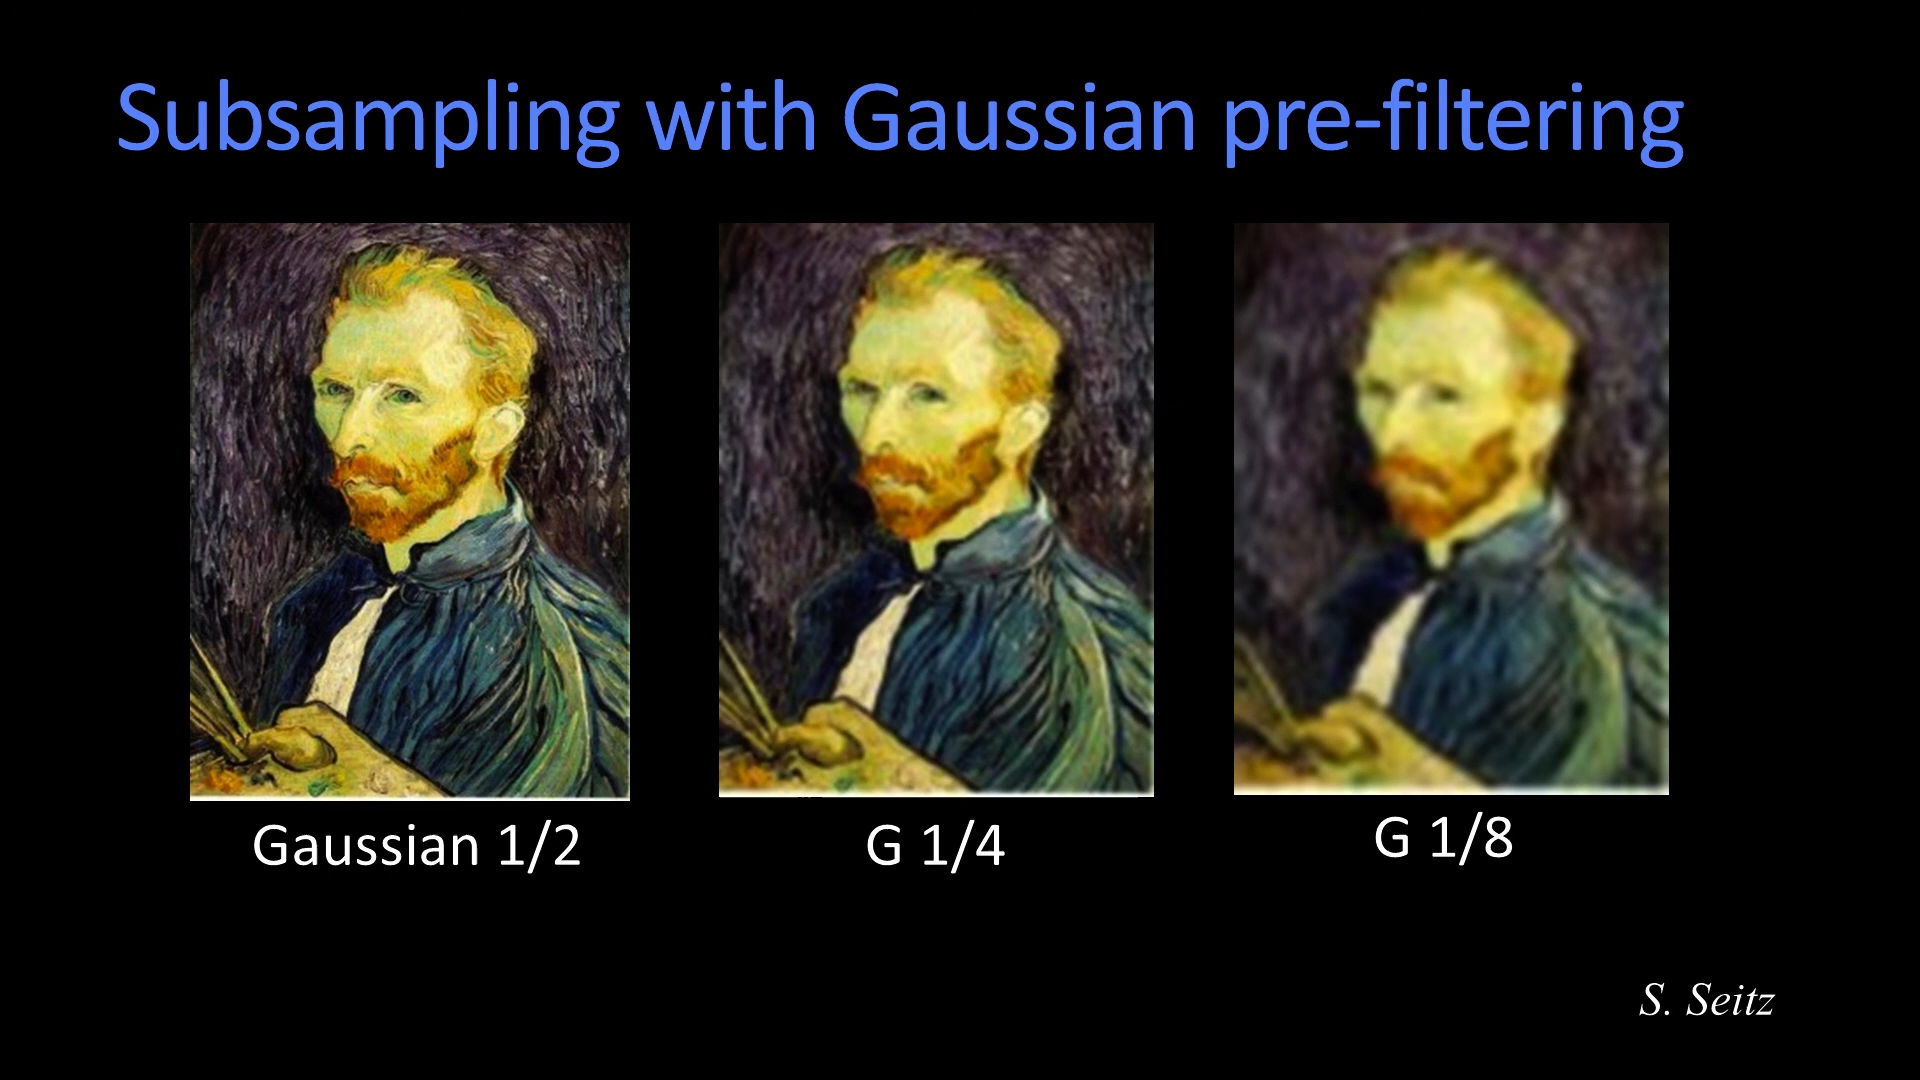 Subsampling with Gaussian pre-filtering
Gaussian 1/2
G 1/4
G 1/8
S. Seitz